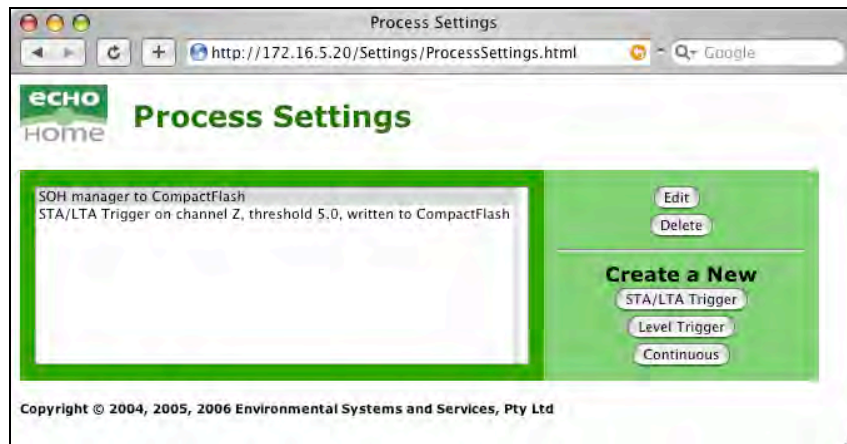 Process Settings
http://172.16.5.20/Settings/ProcessSettings.html
Google
ecHo
Home
Process Settings
SOH manager to CompactFlash
STA/LTA Trigger on channel Z, threshold 5.0, written to CompactFlash
Edit
Delete
Create a New
STA/LTA Trigger
Level Trigger
Continuous
Copyright © 2004, 2005, 2006 Environmental Systems and Services, Pty Ltd